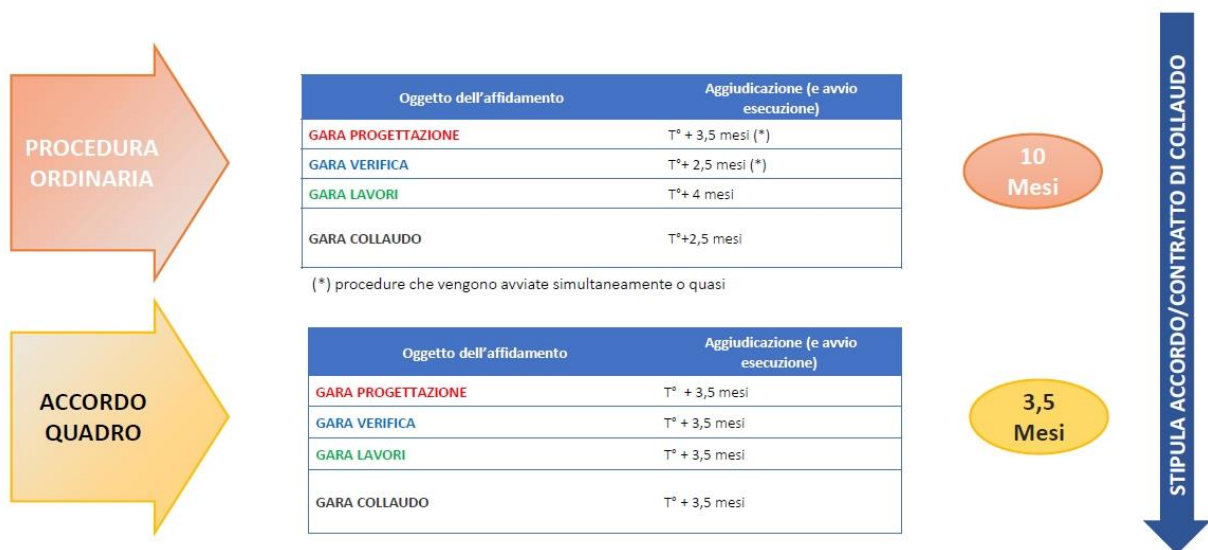 PROCEDURA
ORDINARIA
Oggetto dell'affidamento
Aggiudicazione (e avvio
esecuzione)
GARA PROGETTAZIONE
T° + 3,5 mesi (*)
GARA VERIFICA
T°+ 2,5 mesi (*)
GARA LAVORI
T°+ 4 mesi
GARA COLLAUDO
T°+2,5 mesi
(*) procedure che vengono avviate simultaneamente o quasi
10
Mesi
ACCORDO
QUADRO
Oggetto dell'affidamento
Aggiudicazione (e avvio
esecuzione)
GARA PROGETTAZIONE
T° + 3,5 mesi
GARA VERIFICA
T° + 3,5 mesi
GARA LAVORI
T° + 3,5 mesi
GARA COLLAUDO
T° + 3,5 mesi
3,5
Mesi
STIPULA ACCORDO/CONTRATTO DI COLLAUDO